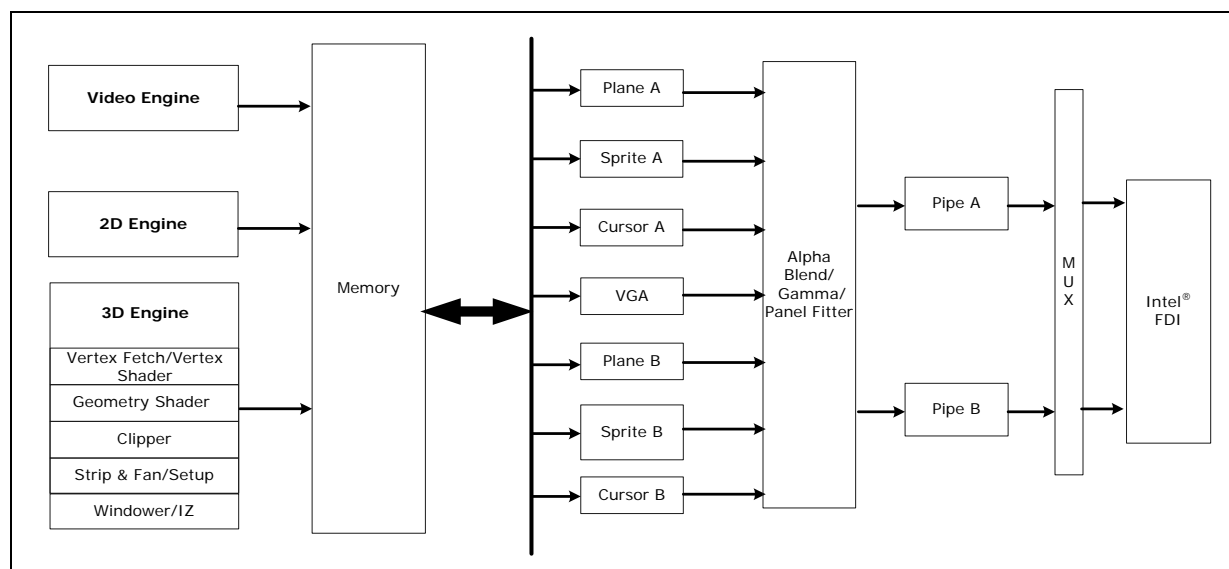 Video Engine
2D Engine
3D Engine
Vertex Fetch/Vertex
Shader
Geometry Shader
Clipper
Strip & Fan/Setup
Windower/IZ
Memory
Plane A
Sprite A
Cursor A
VGA
Plane B
Sprite B
Cursor B
Alpha
Blend/
Gamma/
Panel Fitter
Pipe A
Pipe B
M
U
X
Intel®
FDI